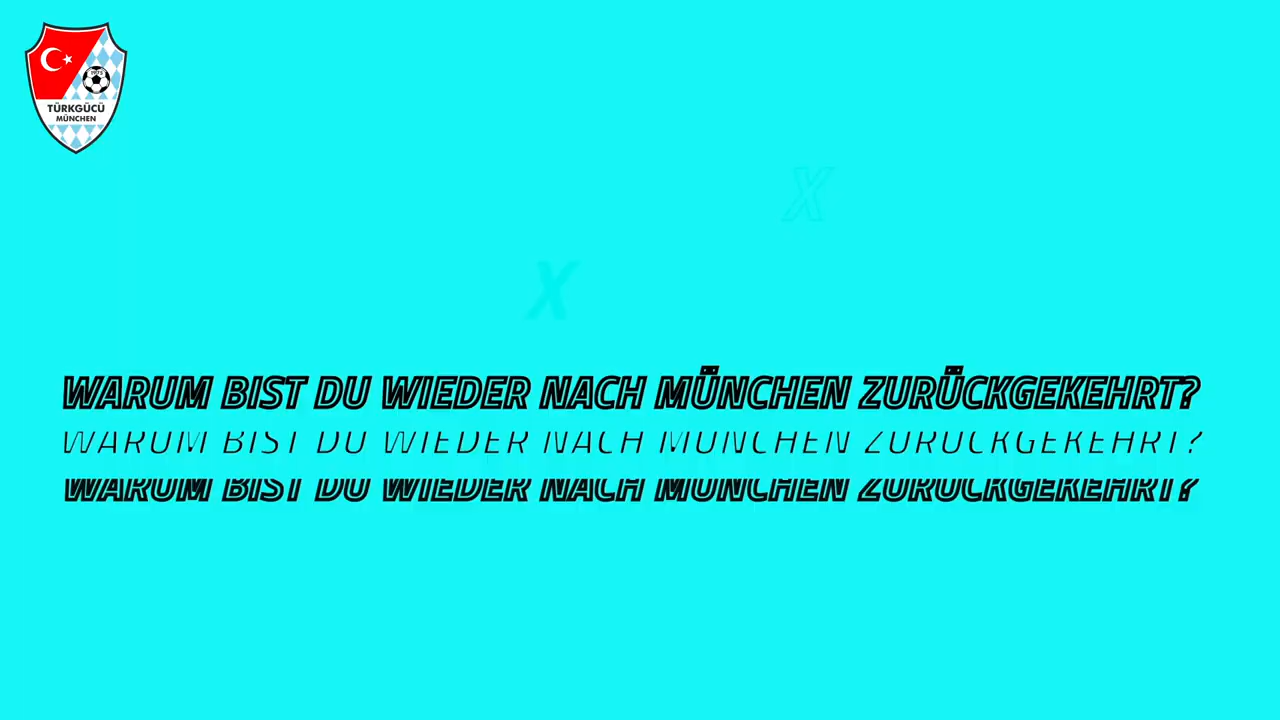 1975
TÜRKGÜCÜ
MÜNCHEN
X
X
WARUM BIST DU WIEDER NACH MÜNCHEN ZURÜCKGEKEHRT?
WARUM BIST DU WIEDER NACH MÜNCHEN ZURÜCKGEKEHRT?
WARUM BIST DU WIEDER NACH MÜNCHEN ZURÜCKGEKEHRT?